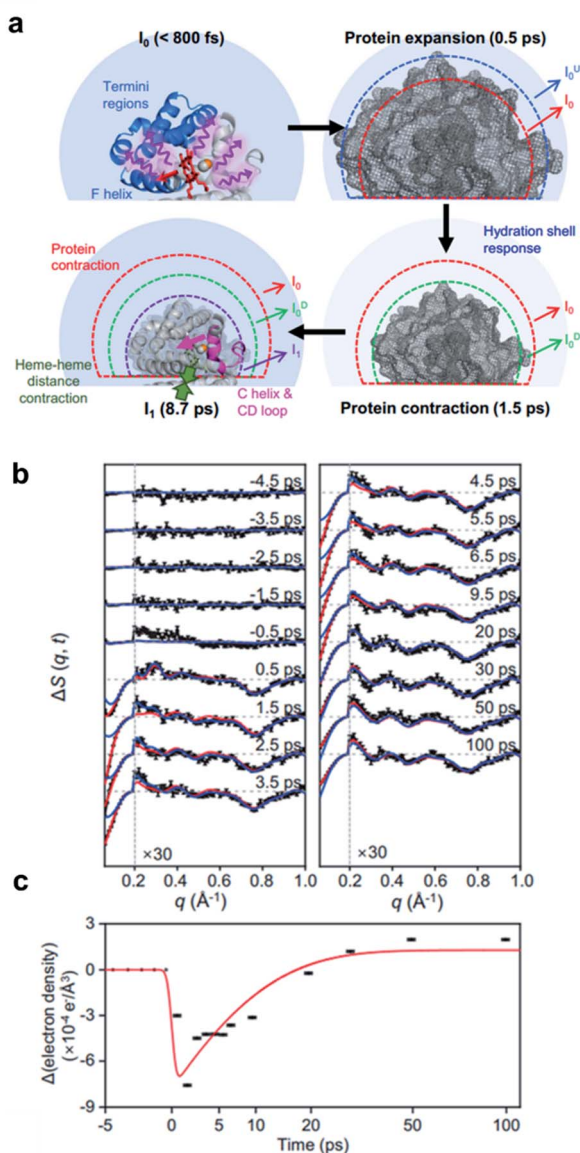 a
I₀ (< 800 fs)
Termini
regions
F helix
Protein expansion (0.5 ps)
I₀ᵁ
I₀
Hydration shell
response
Protein
contraction
I₀
I₀ᴰ
I₁
Heme-heme
distance
contraction
C helix &
CD loop
I₁ (8.7 ps)
I₀
I₀ᴰ
Protein contraction (1.5 ps)
b
ΔS (q, t)
-4.5 ps
-3.5 ps
-2.5 ps
-1.5 ps
-0.5 ps
0.5 ps
1.5 ps
2.5 ps
3.5 ps
×30
0.2 0.4 0.6 0.8 1.0
q (Å⁻¹)
4.5 ps
5.5 ps
6.5 ps
9.5 ps
20 ps
30 ps
50 ps
100 ps
×30
0.2 0.4 0.6 0.8 1.0
q (Å⁻¹)
c
Δ(electron density)
(×10⁻⁴ e⁻/Å³)
3
0
-3
-6
-9
-5 0 5 10 20 50 100
Time (ps)